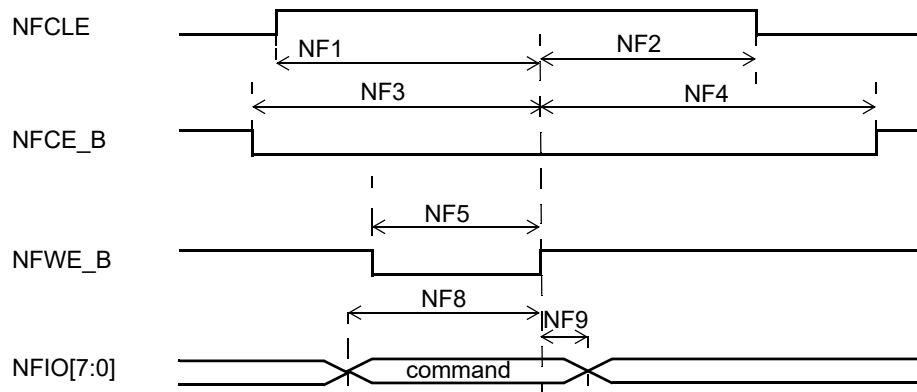 NFCLE
NF1
NF2
NF3
NF4
NFCE_B
NF5
NFWE_B
NF8
NF9
NFIO[7:0]
command